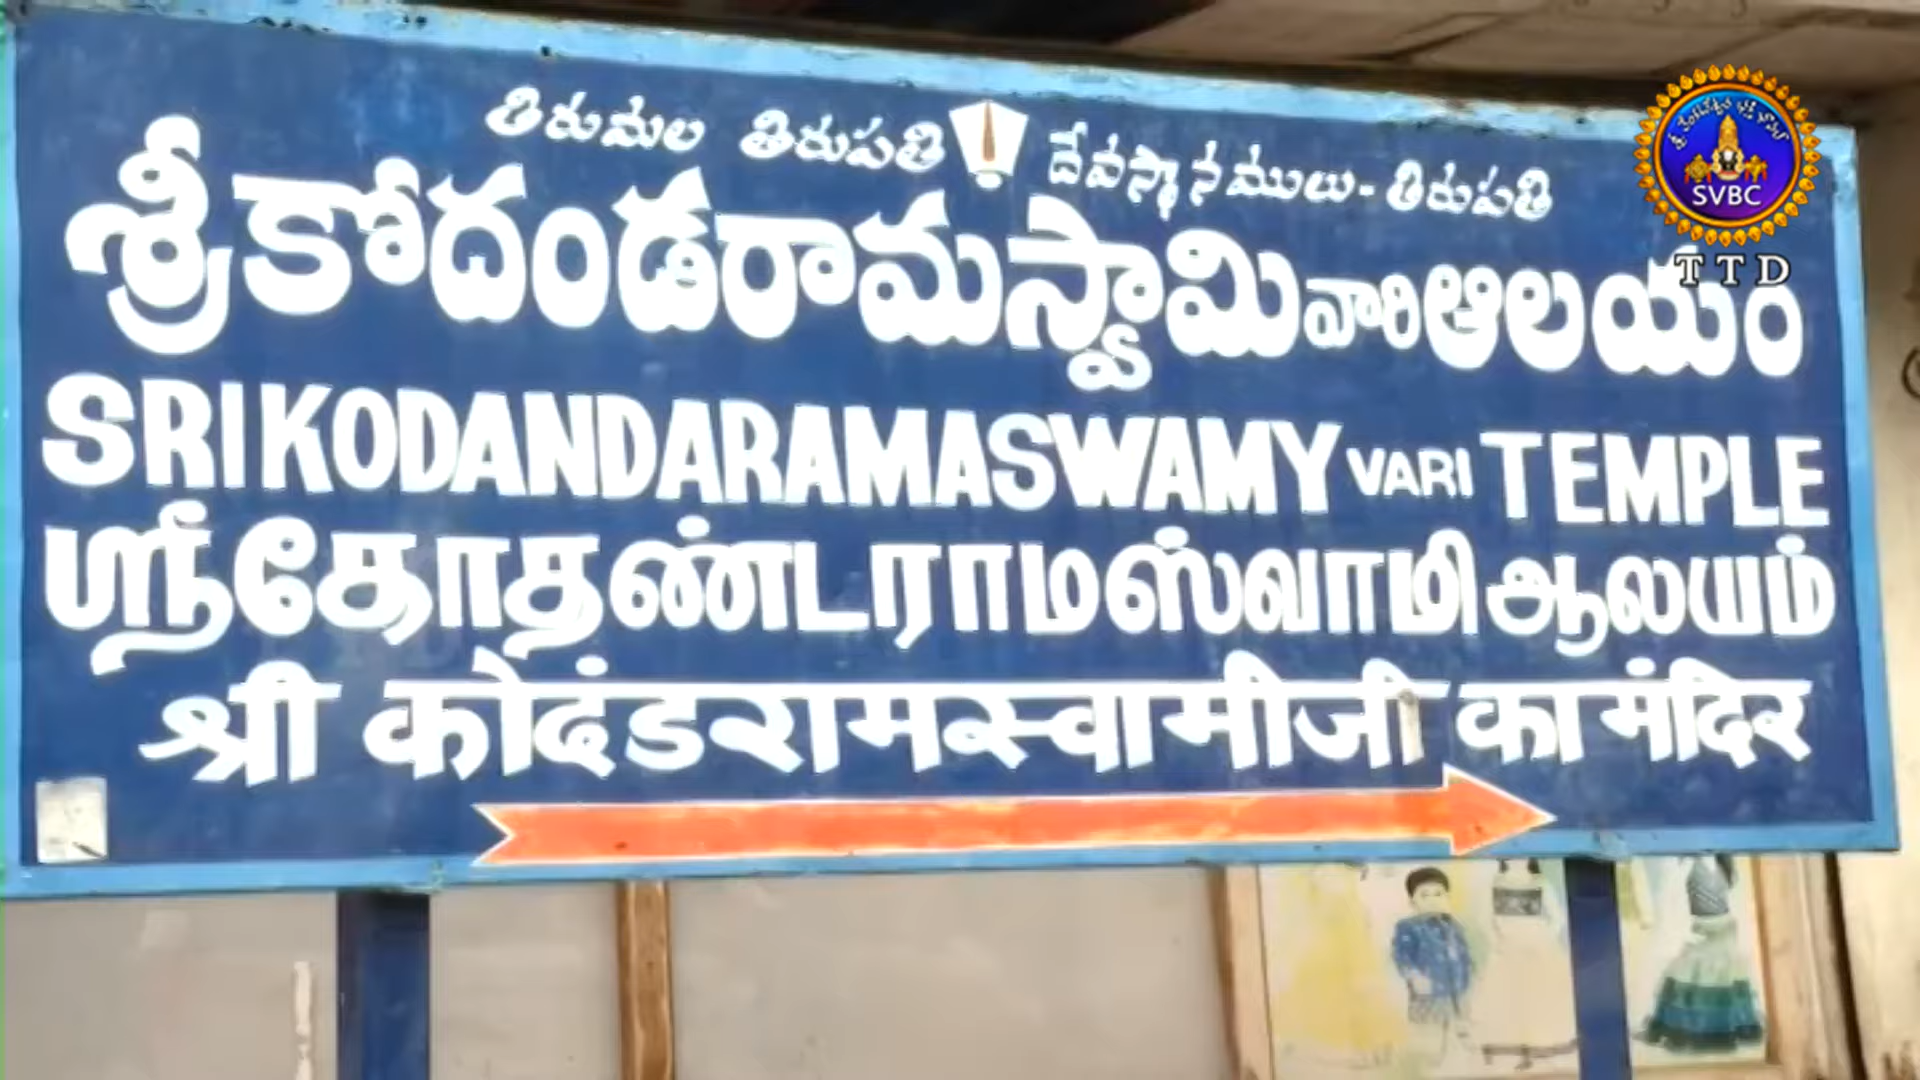 తిరుమల తిరుపతి దేవస్థానములు - తిరుపతి
శ్రీ కోదండరామస్వామి వారి ఆలయం
SRI KODANDARAMASWAMY VARI TEMPLE
ஸ்ரீ கோதண்டராமஸ்வாமி ஆலயம்
श्री कोदंडरामस्वामीजी का मंदिर
SVBC
TTD